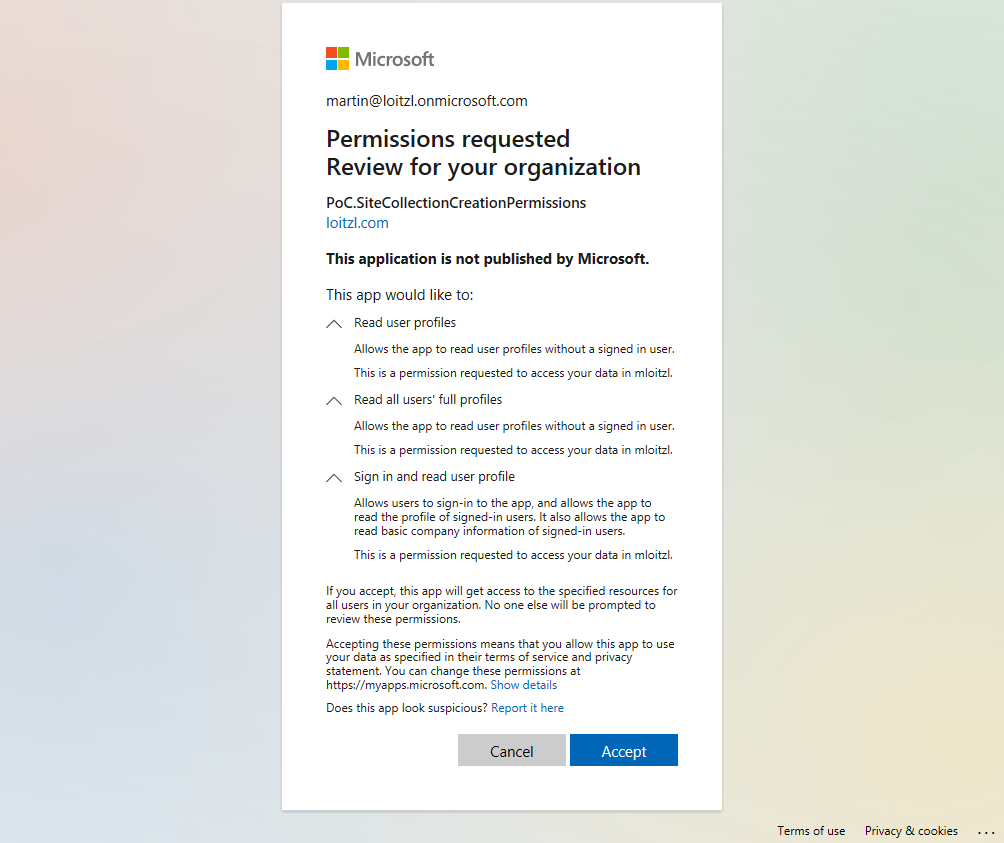 Microsoft
martin@loitzl.onmicrosoft.com
Permissions requested
Review for your organization
PoC.SiteCollectionCreationPermissions
loitzl.com
This application is not published by Microsoft.
This app would like to:
Read user profiles
Allows the app to read user profiles without a signed in user.
This is a permission requested to access your data in mloitzl.
Read all users' full profiles
Allows the app to read user profiles without a signed in user.
This is a permission requested to access your data in mloitzl.
Sign in and read user profile
Allows users to sign-in to the app, and allows the app to
read the profile of signed-in users. It also allows the app to
read basic company information of signed-in users.
This is a permission requested to access your data in mloitzl.
If you accept, this app will get access to the specified resources for
all users in your organization. No one else will be prompted to
review these permissions.
Accepting these permissions means that you allow this app to use
your data as specified in their terms of service and privacy
statement. You can change these permissions at
https://myapps.microsoft.com. Show details
Does this app look suspicious? Report it here
Cancel Accept
Terms of use Privacy & cookies ...